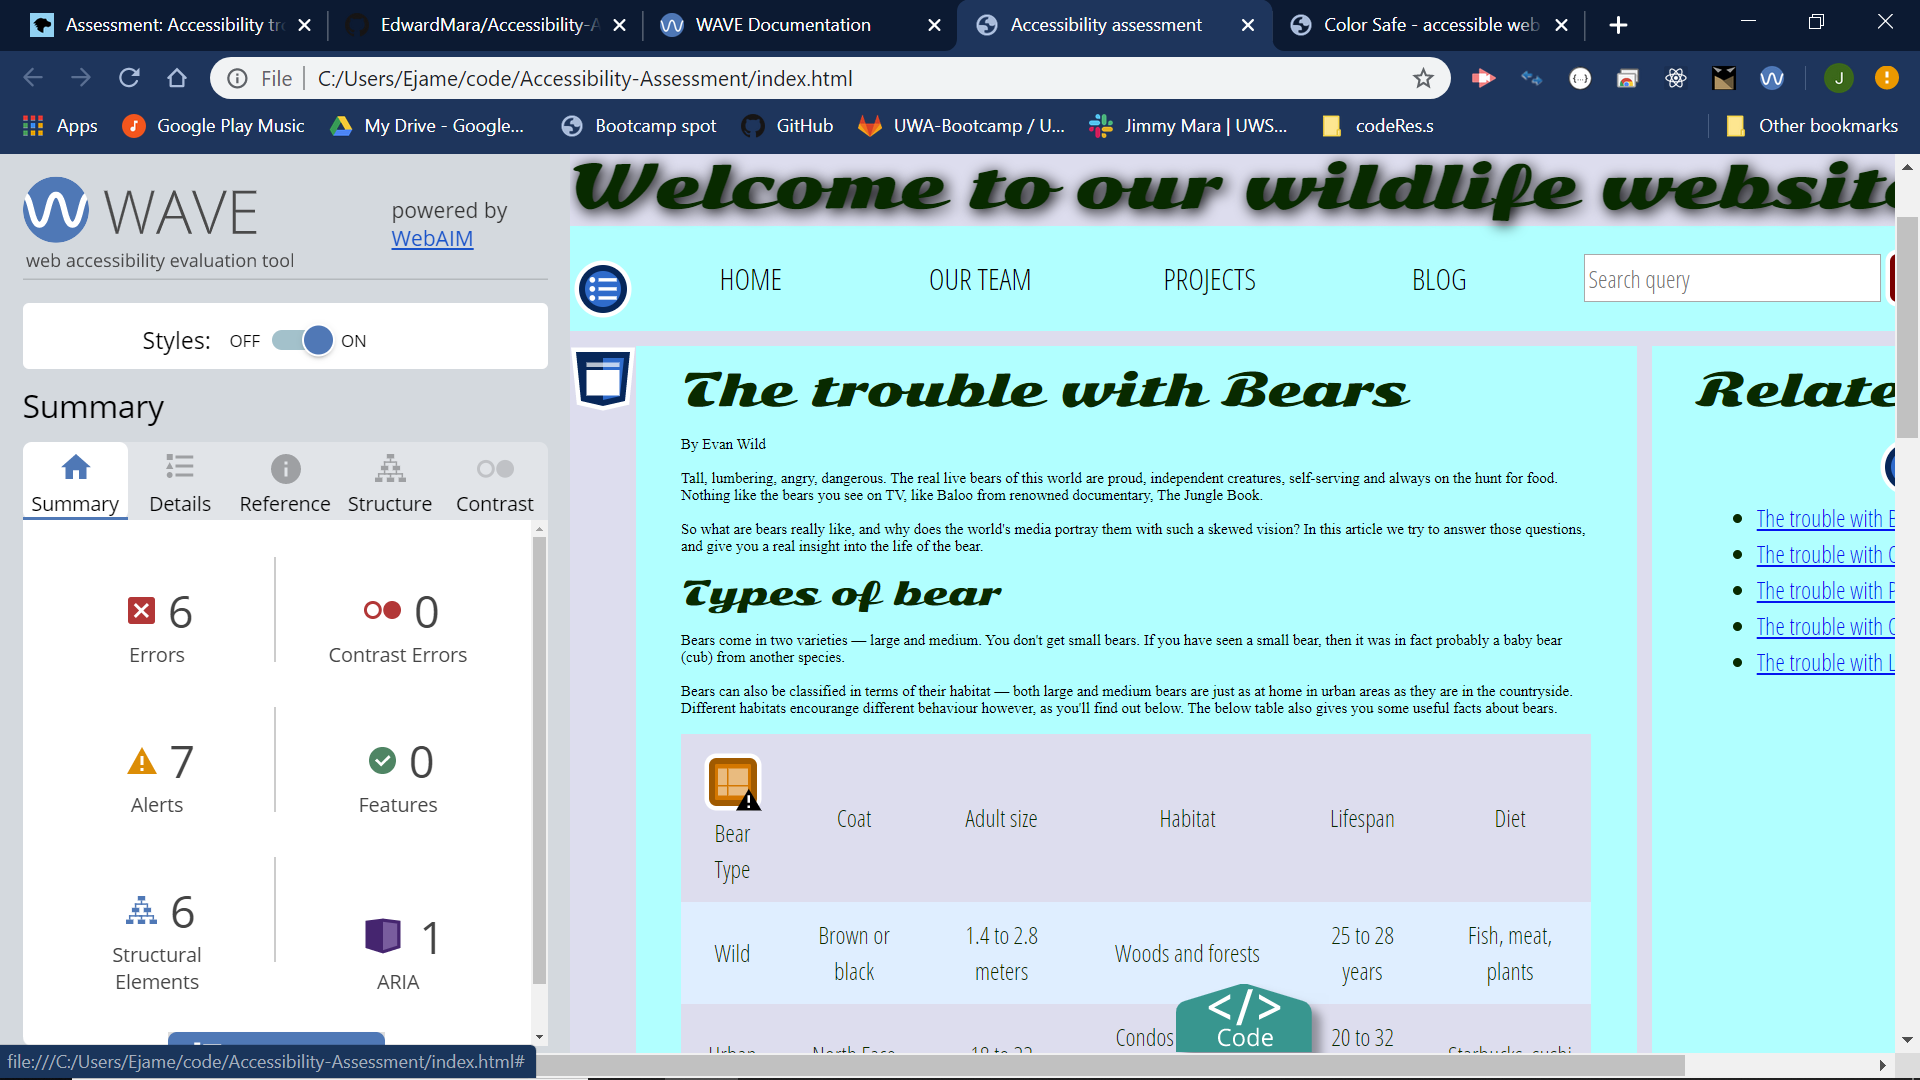 Assessment: Accessibility tr
EdwardMara/Accessibility-A
WAVE Documentation
Accessibility assessment
Color Safe - accessible web
File
C:/Users/Ejame/code/Accessibility-Assessment/index.html
J
Apps
Google Play Music
My Drive - Google...
Bootcamp spot
GitHub
UWA-Bootcamp / U...
Jimmy Mara | UWS...
codeRes.s
Other bookmarks
WAVE
powered by
WebAIM
web accessibility evaluation tool
Styles: OFF ON
Summary
Summary Details Reference Structure Contrast
6
Errors
0
Contrast Errors
7
Alerts
0
Features
6
Structural
Elements
1
ARIA
file:///C:/Users/Ejame/code/Accessibility-Assessment/index.html#
Welcome to our wildlife website
HOME OUR TEAM PROJECTS BLOG Search query
The trouble with Bears
By Evan Wild
Tall, lumbering, angry, dangerous. The real live bears of this world are proud, independent creatures, self-serving and always on the hunt for food.
Nothing like the bears you see on TV, like Baloo from renowned documentary, The Jungle Book.
So what are bears really like, and why does the world's media portray them with such a skewed vision? In this article we try to answer those questions,
and give you a real insight into the life of the bear.
Types of bear
Bears come in two varieties — large and medium. You don't get small bears. If you have seen a small bear, then it was in fact probably a baby bear
(cub) from another species.
Bears can also be classified in terms of their habitat — both large and medium bears are just as at home in urban areas as they are in the countryside.
Different habitats encourange different behaviour however, as you'll find out below. The below table also gives you some useful facts about bears.
Bear
Type
Coat
Adult size
Habitat
Lifespan
Diet
Wild
Brown or
black
1.4 to 2.8
meters
Woods and forests
25 to 28
years
Fish, meat,
plants
Urban
North Face
18 to 22
Condos
20 to 32
Starbucks, sushi
</>
Code
Relate
The trouble with B
The trouble with C
The trouble with P
The trouble with C
The trouble with L